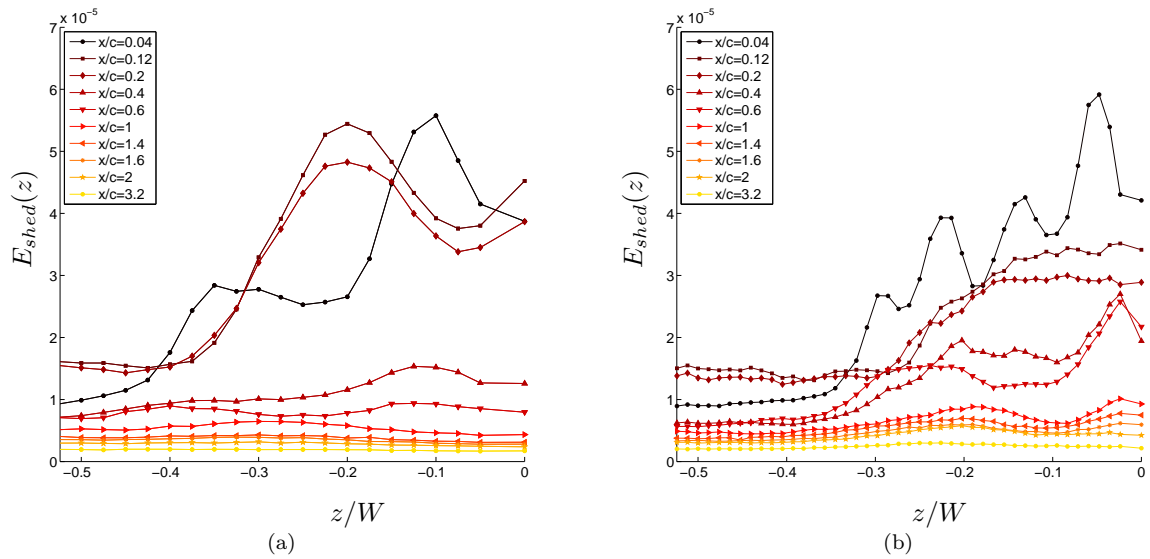 x 10⁻⁵
7
6
5
4
3
2
1
0
E_shed(z)
x/c=0.04
x/c=0.12
x/c=0.2
x/c=0.4
x/c=0.6
x/c=1
x/c=1.4
x/c=1.6
x/c=2
x/c=3.2
−0.5 −0.4 −0.3 −0.2 −0.1 0
z/W
(a)
x 10⁻⁵
7
6
5
4
3
2
1
0
E_shed(z)
x/c=0.04
x/c=0.12
x/c=0.2
x/c=0.4
x/c=0.6
x/c=1
x/c=1.4
x/c=1.6
x/c=2
x/c=3.2
−0.5 −0.4 −0.3 −0.2 −0.1 0
z/W
(b)